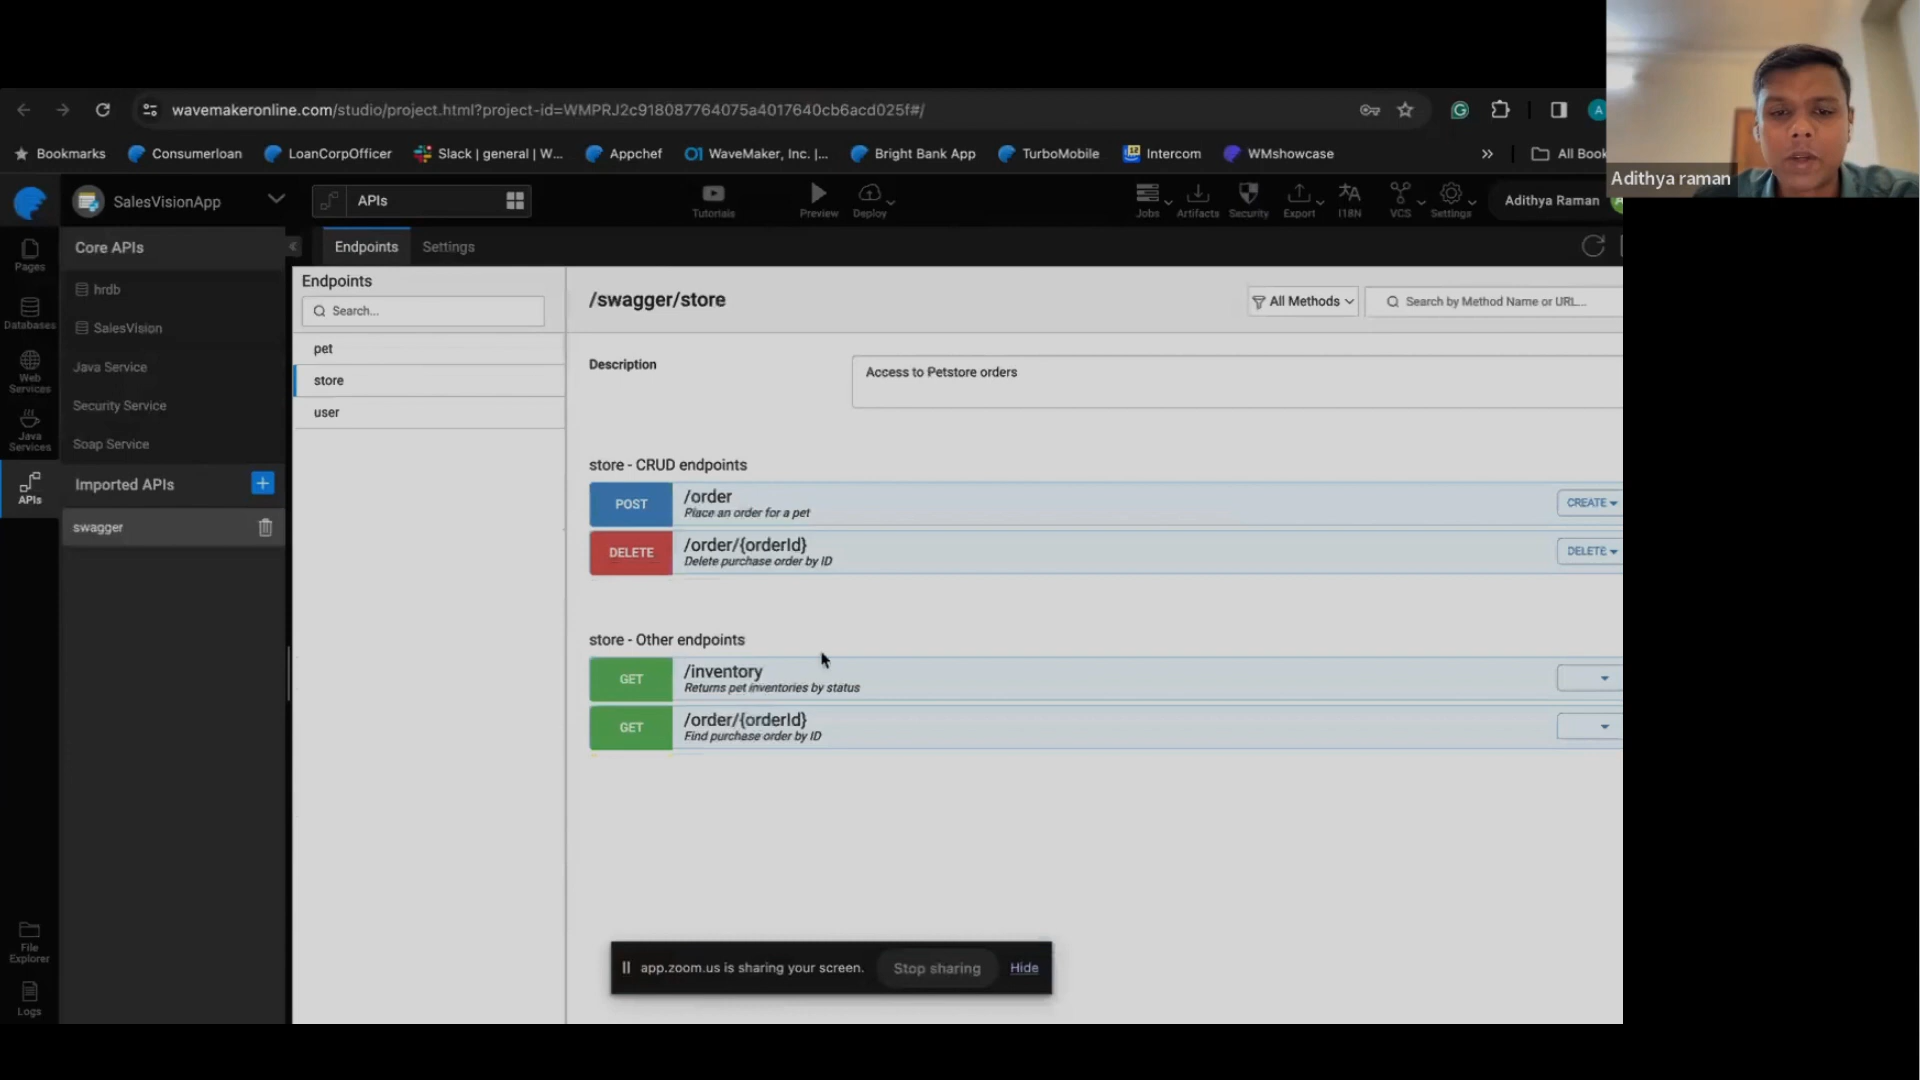 wavemakeronline.com/studio/project.html?project-id=WMPRJ2c918087764075a4017640cb6acd025f#/
A
Bookmarks
Consumerloan
LoanCorpOfficer
Slack | general | W...
Appchef
WaveMaker, Inc. |...
Bright Bank App
TurboMobile
12
Intercom
WMshowcase
»
All Book
Adithya raman
SalesVisionApp
APIs
Tutorials
Preview
Deploy
Jobs
Artifacts
Security
Export
I18N
VCS
Settings
Adithya Raman
Pages
Databases
Web Services
Java Services
APIs
File Explorer
Logs
Core APIs
hrdb
SalesVision
Java Service
Security Service
Soap Service
Imported APIs
+
swagger
Endpoints
Settings
Endpoints
Search...
pet
store
user
/swagger/store
All Methods
Search by Method Name or URL...
Description
Access to Petstore orders
store - CRUD endpoints
POST
/order
Place an order for a pet
CREATE
DELETE
/order/{orderId}
Delete purchase order by ID
DELETE
store - Other endpoints
GET
/inventory
Returns pet inventories by status
GET
/order/{orderId}
Find purchase order by ID
app.zoom.us is sharing your screen.
Stop sharing
Hide